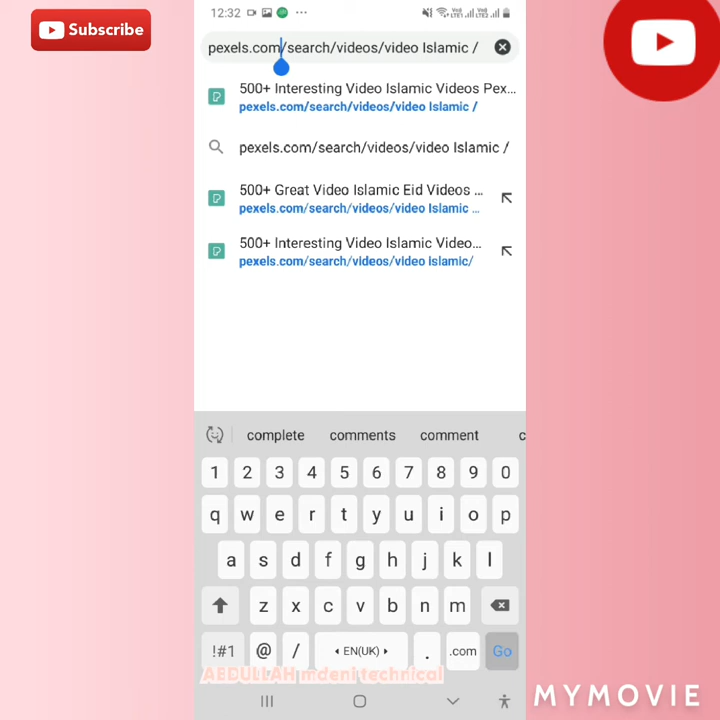 Subscribe
12:32
pexels.com/search/videos/video Islamic /
500+ Interesting Video Islamic Videos Pex...
pexels.com/search/videos/video Islamic /
pexels.com/search/videos/video Islamic /
500+ Great Video Islamic Eid Videos ...
pexels.com/search/videos/video Islamic ...
500+ Interesting Video Islamic Video...
pexels.com/search/videos/video Islamic/
complete comments comment c
1 2 3 4 5 6 7 8 9 0
q w e r t y u i o p
a s d f g h j k l
z x c v b n m
!#1 @ / EN(UK) . .com Go
ABDULLAH mdeni technical
MYMOVIE